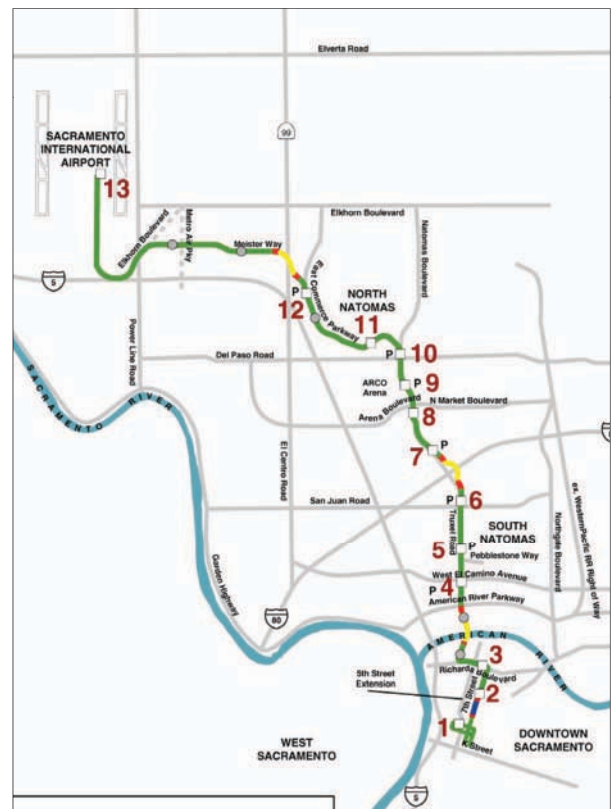 Elverta Road
99
SACRAMENTO
INTERNATIONAL
AIRPORT
13
Elkhorn Boulevard
Elkhorn Boulevard
Metro Air Pky
Natomas Boulevard
Meister Way
5
P
12
East Commerce Parkway
NORTH
NATOMAS
11
Power Line Road
Del Paso Road
P
10
ARCO
Arena
P
9
N Market Boulevard
Arena Boulevard
8
SACRAMENTO
RIVER
7
P
El Centro Road
San Juan Road
P
6
Truxel Road
SOUTH
NATOMAS
5
P
Pebblestone Way
Northgate Boulevard
ex. WesternPacific RR Right of Way
West El Camino Avenue
4
P
American River Parkway
Garden Highway
80
AMERICAN
RIVER
3
Richards Boulevard
5th Street
Extension
7th Street
2
1
K Street
WEST
SACRAMENTO
DOWNTOWN
SACRAMENTO
5